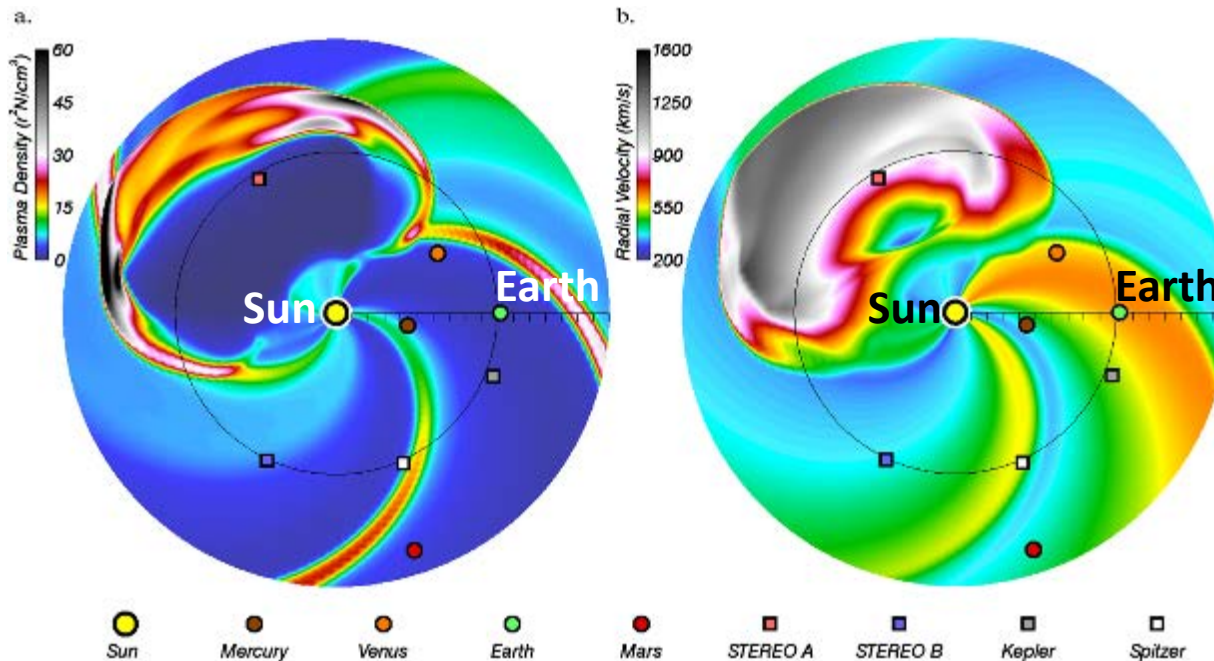 a.
b.
60
45
30
15
0
Plasma Density (r²N/cm³)
Sun
Earth
1600
1250
900
550
200
Radial Velocity (km/s)
Sun
Earth
Sun
Mercury
Venus
Earth
Mars
STEREO A
STEREO B
Kepler
Spitzer